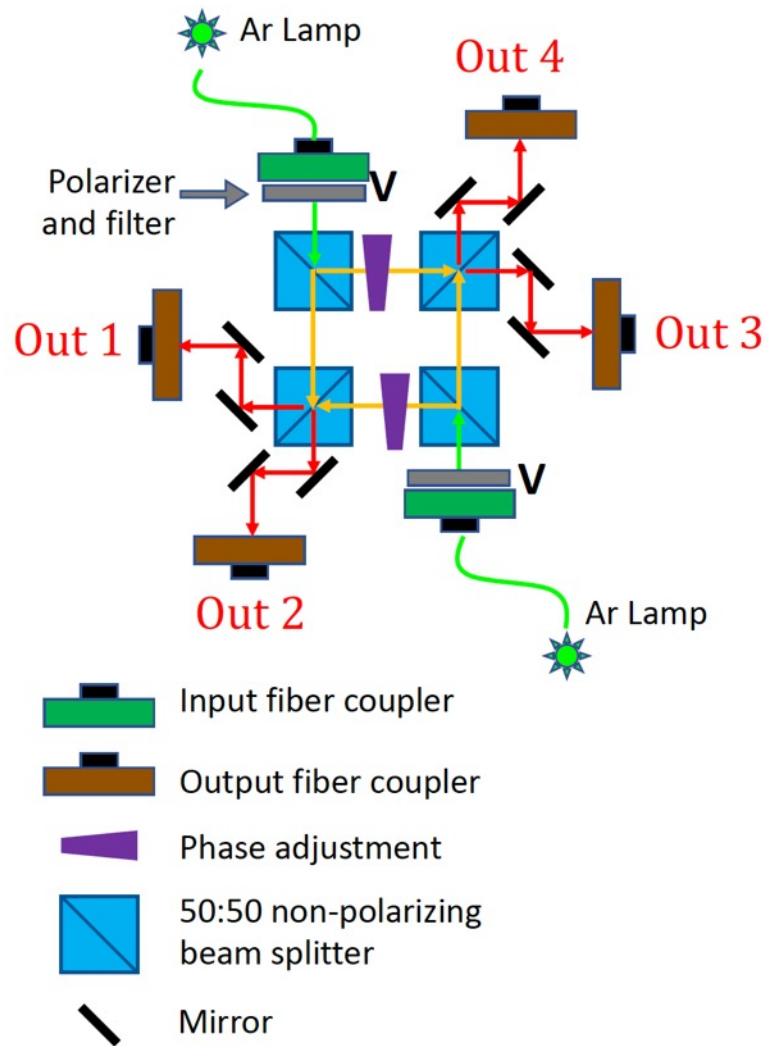 Ar Lamp
Out 4
Polarizer
and filter
V
Out 1
Out 3
V
Out 2
Ar Lamp
Input fiber coupler
Output fiber coupler
Phase adjustment
50:50 non-polarizing
beam splitter
Mirror